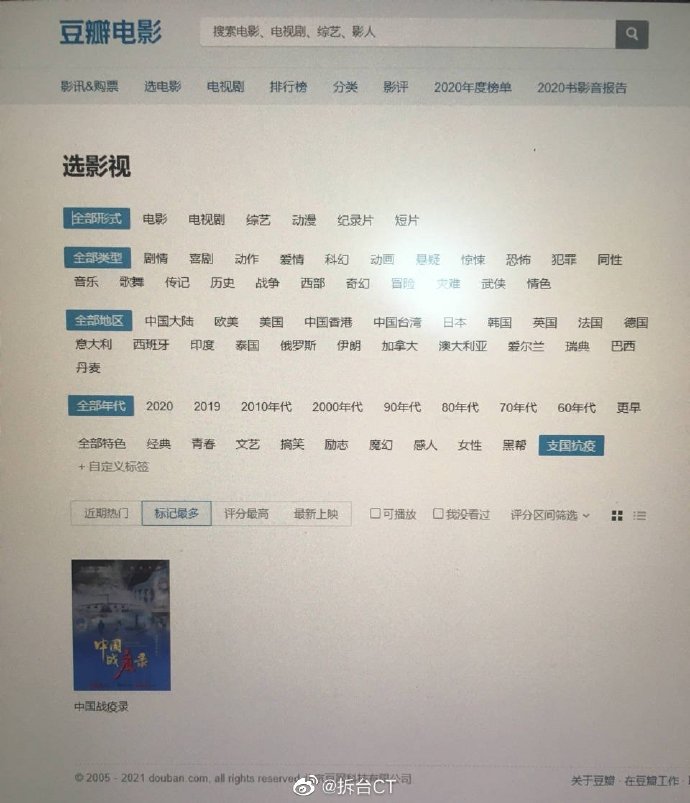 豆瓣电影
搜索电影、电视剧、综艺、影人
影讯&购票 选电影 电视剧 排行榜 分类 影评 2020年度榜单 2020书影音报告
选影视
全部形式 电影 电视剧 综艺 动漫 纪录片 短片
全部类型 剧情 喜剧 动作 爱情 科幻 动画 悬疑 惊悚 恐怖 犯罪 同性
音乐 歌舞 传记 历史 战争 西部 奇幻 冒险 灾难 武侠 情色
全部地区 中国大陆 欧美 美国 中国香港 中国台湾 日本 韩国 英国 法国 德国
意大利 西班牙 印度 泰国 俄罗斯 伊朗 加拿大 澳大利亚 爱尔兰 瑞典 巴西
丹麦
全部年代 2020 2019 2010年代 2000年代 90年代 80年代 70年代 60年代 更早
全部特色 经典 青春 文艺 搞笑 励志 魔幻 感人 女性 黑帮 支国抗疫
+ 自定义标签
近期热门 标记最多 评分最高 最新上映 可播放 我没看过 评分区间筛选
中国
战疫录
中国战疫录
© 2005－2021 douban.com, all rights reserved 北京豆网科技有限公司
关于豆瓣 · 在豆瓣工作 ·
@拆台CT